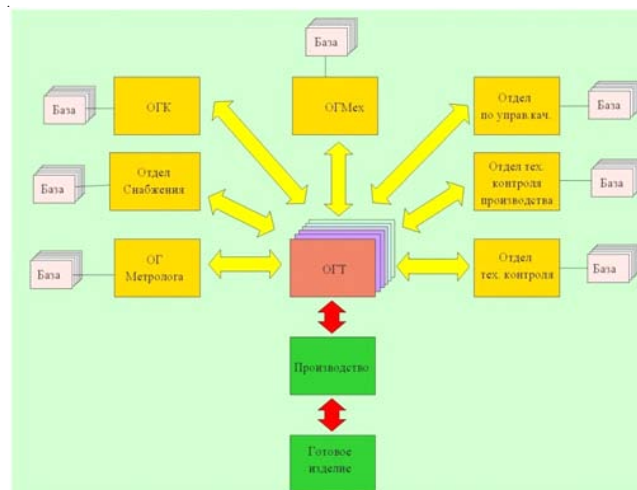 База
База
ОГК
ОГМех
Отдел
по управ.кач.
База
База
Отдел
Снабжения
Отдел тех.
контроля
производства
База
База
ОГ
Метролога
ОГТ
Отдел
тех. контроля
База
Производство
Готовое
изделие